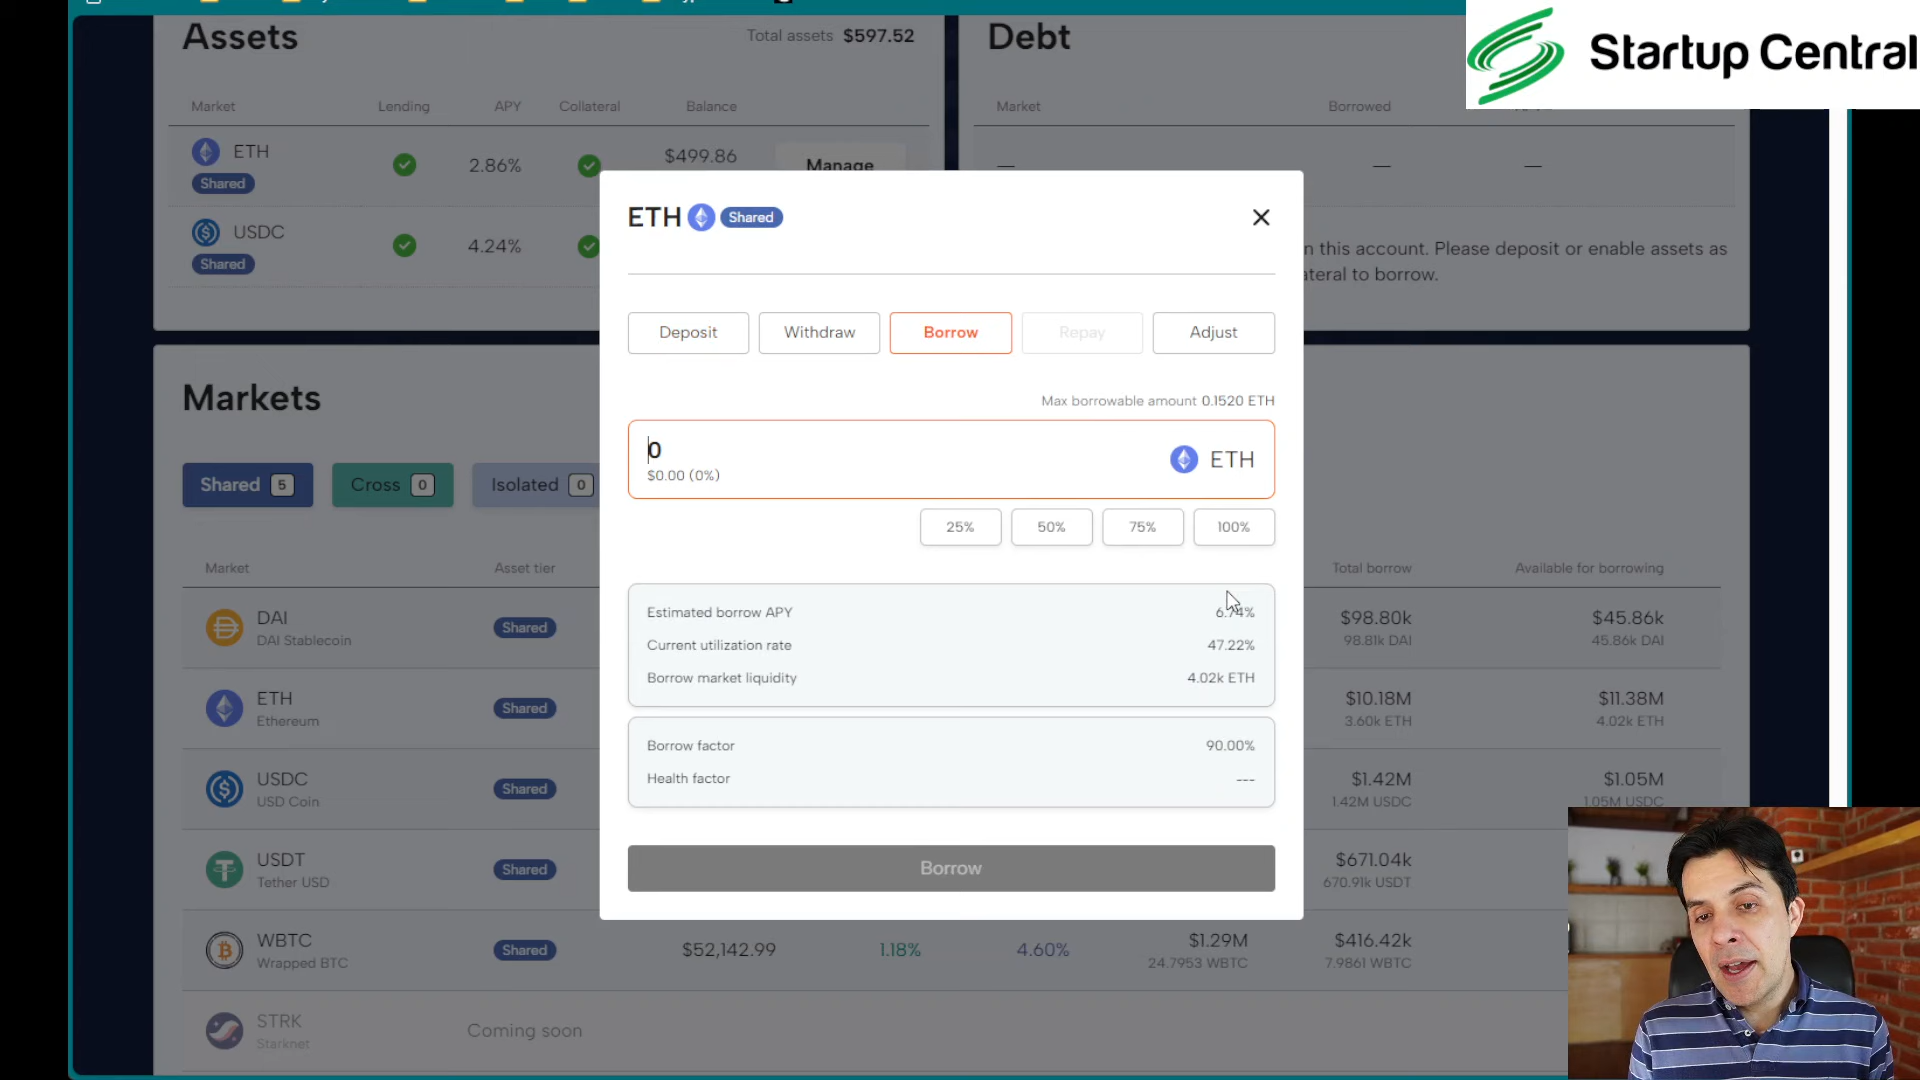 Startup Central
Assets
Total assets $597.52
Debt
Market Lending APY Collateral Balance
Market Borrowed
ETH
Shared
2.86%
$499.86
Manage
— — —
USDC
Shared
4.24%
n this account. Please deposit or enable assets as
ateral to borrow.
ETH Shared
Deposit Withdraw Borrow Repay Adjust
Max borrowable amount 0.1520 ETH
0
$0.00 (0%)
ETH
25% 50% 75% 100%
Estimated borrow APY
Current utilization rate 47.22%
Borrow market liquidity 4.02k ETH
Borrow factor 90.00%
Health factor ---
Borrow
Markets
Shared 5 Cross 0 Isolated 0
Market Asset tier Total borrow Available for borrowing
DAI
DAI Stablecoin
Shared
$98.80k
98.81k DAI
$45.86k
45.86k DAI
ETH
Ethereum
Shared
$10.18M
3.60k ETH
$11.38M
4.02k ETH
USDC
USD Coin
Shared
$1.42M
1.42M USDC
$1.05M
1.05M USDC
USDT
Tether USD
Shared
$671.04k
670.91k USDT
WBTC
Wrapped BTC
Shared
$52,142.99
1.18%
4.60%
$1.29M
24.7953 WBTC
$416.42k
7.9861 WBTC
STRK
Starknet
Coming soon